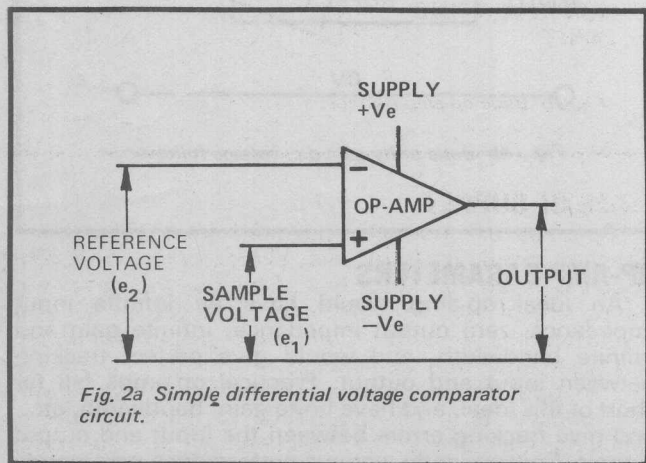 SUPPLY
+Ve
−
OP-AMP
+
REFERENCE
VOLTAGE
(e₂)
SAMPLE
VOLTAGE
(e₁)
SUPPLY
−Ve
OUTPUT
Fig. 2a Simple differential voltage comparator
circuit.